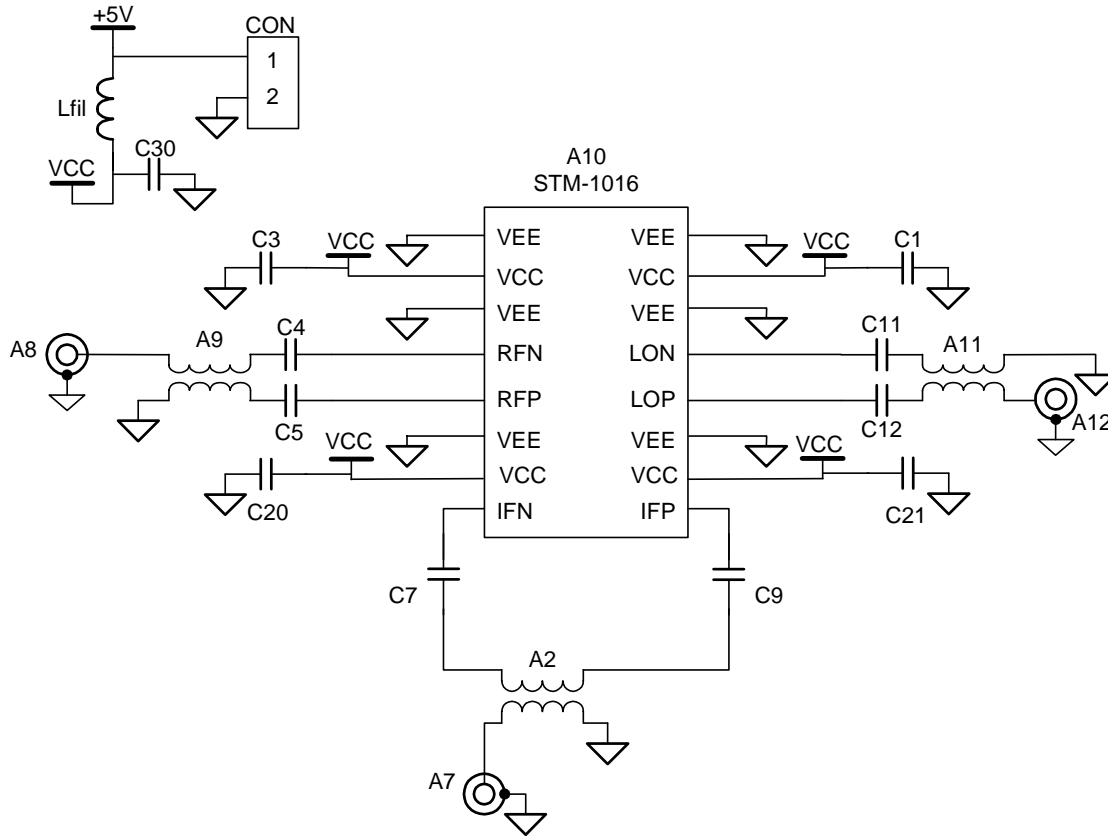 +5V
CON
1
2
Lfil
C30
VCC
A10
STM-1016
C3
VCC
VEE
VEE
VCC
C1
VCC
VCC
VEE
VEE
A8
A9
C4
RFN
LON
C11
A11
RFP
LOP
C5
C12
A12
VCC
VEE
VEE
VCC
C20
VCC
VCC
C21
IFN
IFP
C7
C9
A2
A7